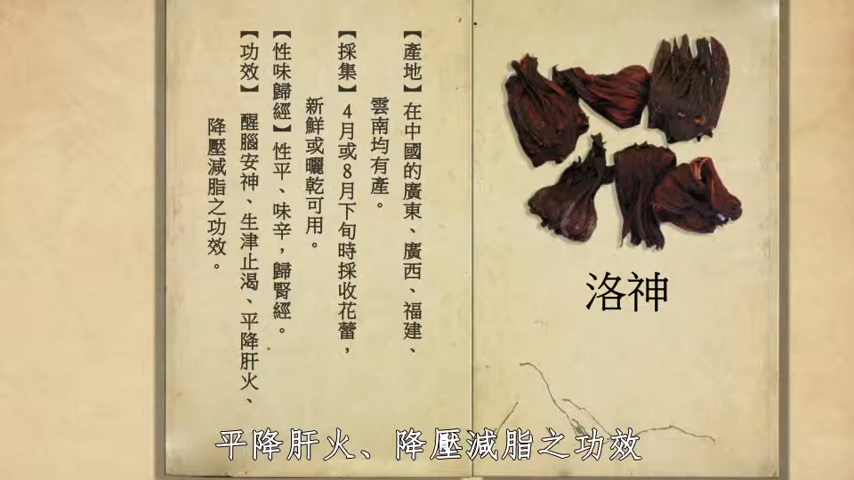 【產地】在中國的廣東、廣西、福建、
雲南均有產。
【採集】4月或8月下旬時採收花蕾，
新鮮或曬乾可用。
【性味歸經】性平、味辛，歸腎經。
【功效】醒腦安神、生津止渴、平降肝火、
降壓減脂之功效。
洛神
平降肝火、降壓減脂之功效